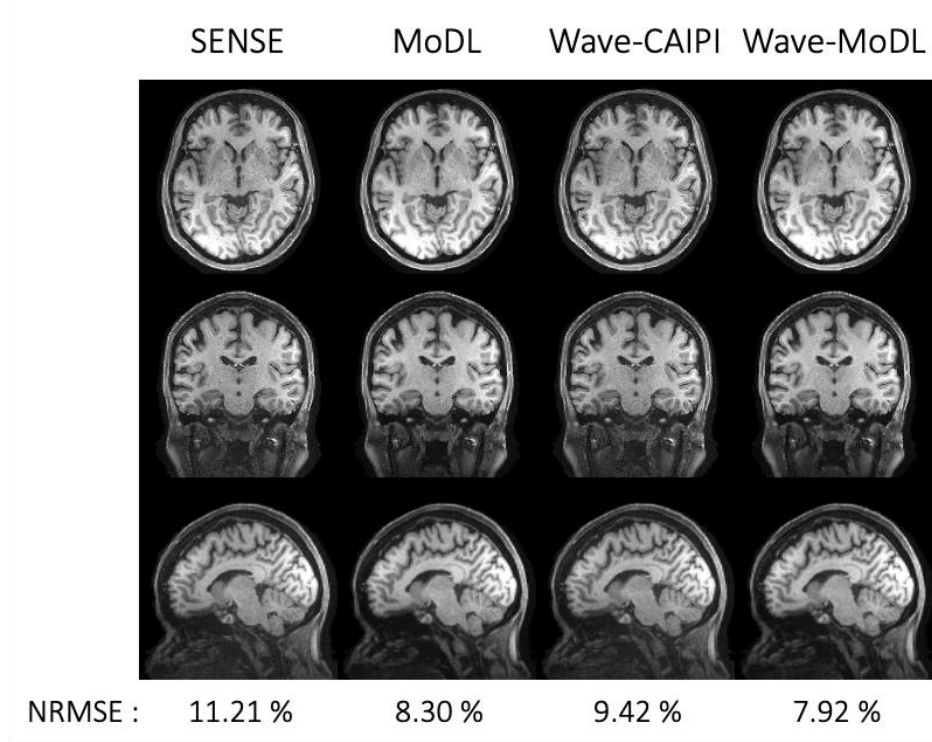 SENSE MoDL Wave-CAIPI Wave-MoDL
NRMSE : 11.21 % 8.30 % 9.42 % 7.92 %